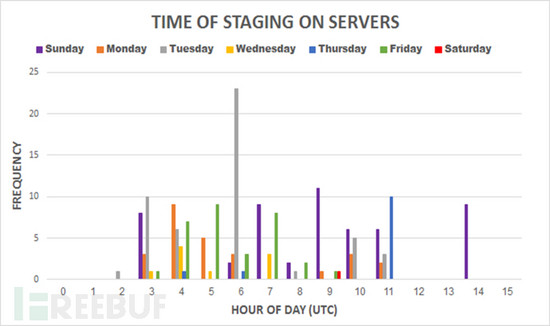 TIME OF STAGING ON SERVERS
Sunday Monday Tuesday Wednesday Thursday Friday Saturday
25
20
15
10
5
0
FREQUENCY
0 1 2 3 4 5 6 7 8 9 10 11 12 13 14 15
HOUR OF DAY (UTC)
FREEBUF